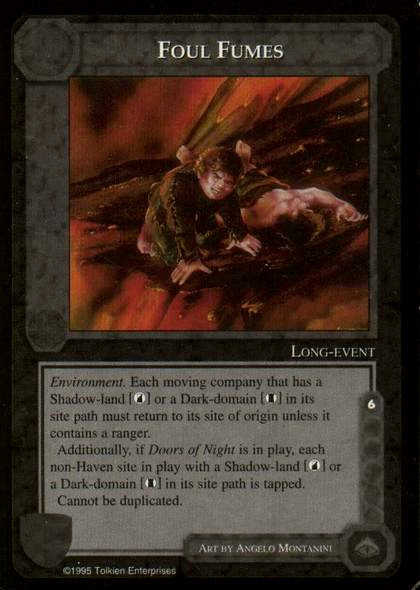 FOUL FUMES
LONG-EVENT
Environment. Each moving company that has a
Shadow-land [ ] or a Dark-domain [ ] in its
site path must return to its site of origin unless it
contains a ranger.
Additionally, if Doors of Night is in play, each
non-Haven site in play with a Shadow-land [ ] or
a Dark-domain [ ] in its site path is tapped.
Cannot be duplicated.
6
ART BY ANGELO MONTANINI
©1995 Tolkien Enterprises